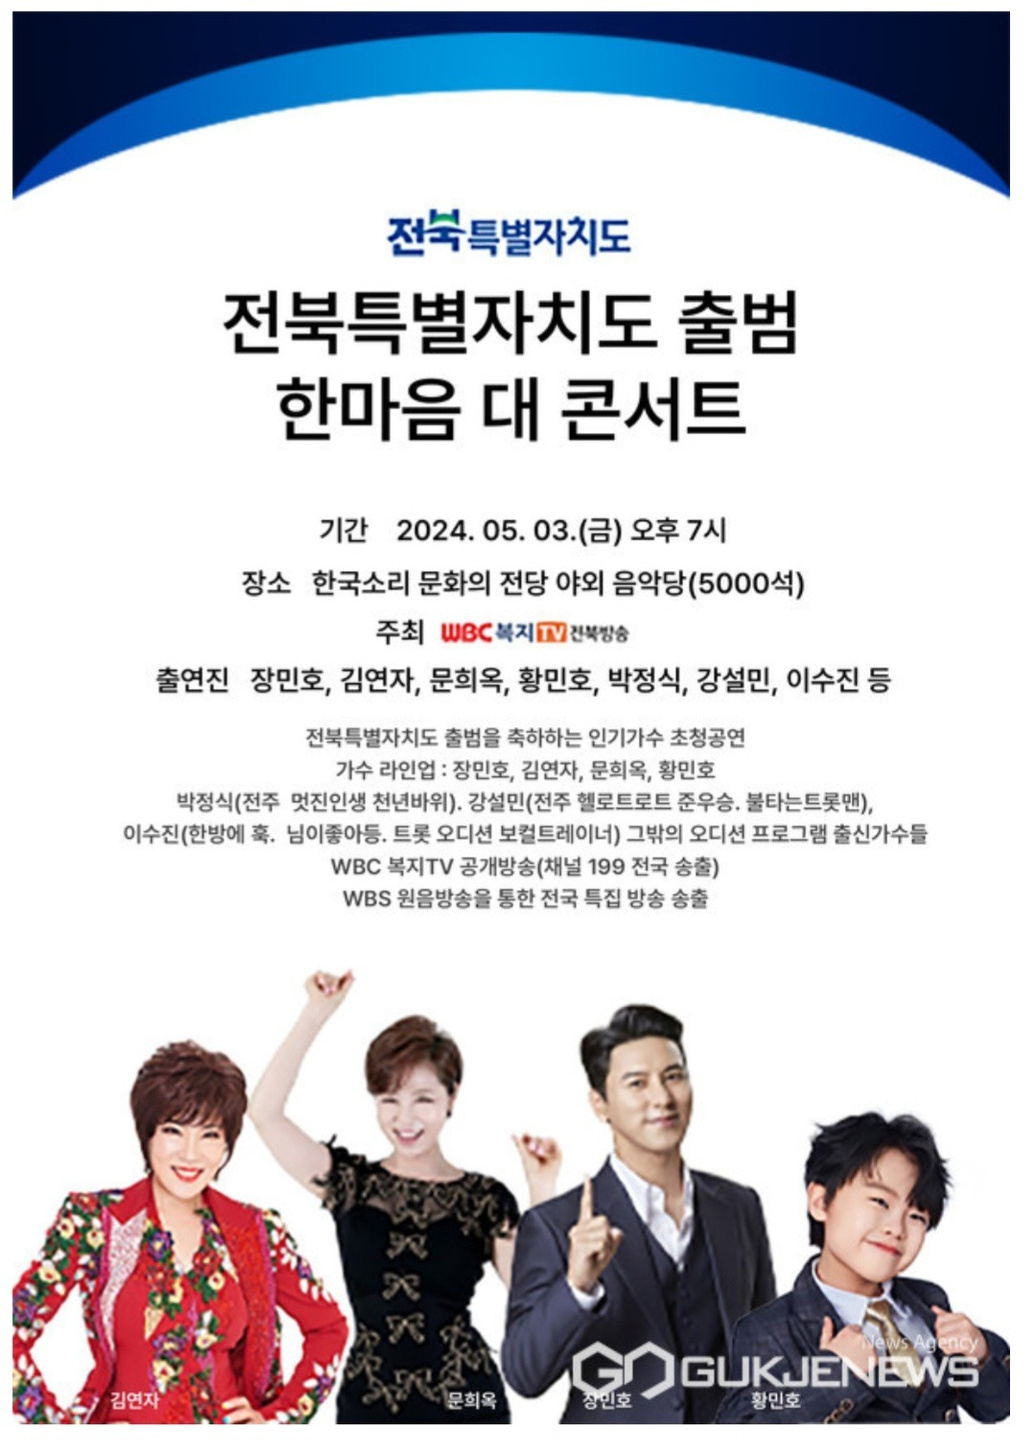 전북특별자치도
전북특별자치도 출범
한마음 대 콘서트
기간 2024. 05. 03.(금) 오후 7시
장소 한국소리 문화의 전당 야외 음악당(5000석)
주최 WBC 복지TV 전북방송
출연진 장민호, 김연자, 문희옥, 황민호, 박정식, 강설민, 이수진 등
전북특별자치도 출범을 축하하는 인기가수 초청공연
가수 라인업 : 장민호, 김연자, 문희옥, 황민호
박정식(전주 멋진인생 천년바위). 강설민(전주 헬로트로트 준우승. 불타는트롯맨),
이수진(한방에 훅. 님이좋아등. 트롯 오디션 보컬트레이너) 그밖의 오디션 프로그램 출신가수들
WBC 복지TV 공개방송(채널 199 전국 송출)
WBS 원음방송을 통한 전국 특집 방송 송출
News Agency
GUKJENEWS
김연자 문희옥 장민호 황민호